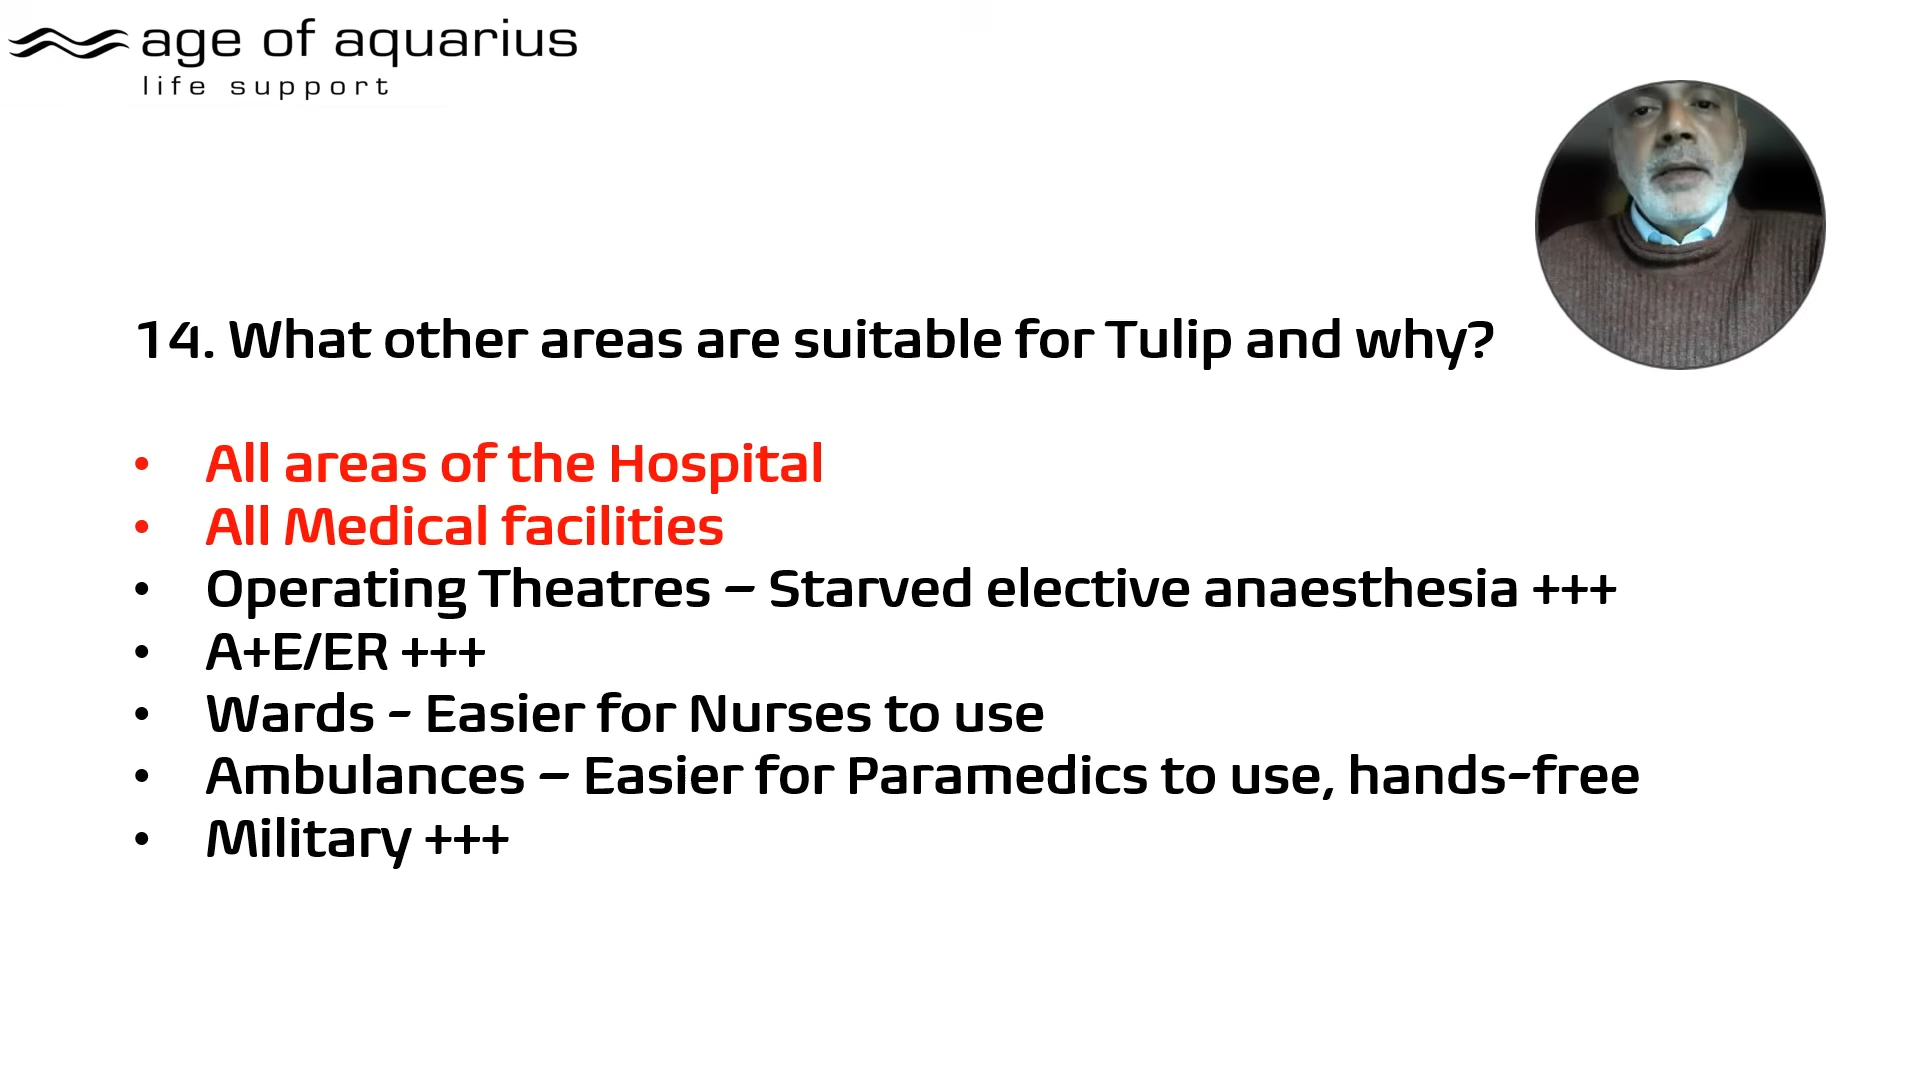 age of aquarius
life support
14. What other areas are suitable for Tulip and why?
• All areas of the Hospital
• All Medical facilities
• Operating Theatres – Starved elective anaesthesia +++
• A+E/ER +++
• Wards - Easier for Nurses to use
• Ambulances – Easier for Paramedics to use, hands-free
• Military +++